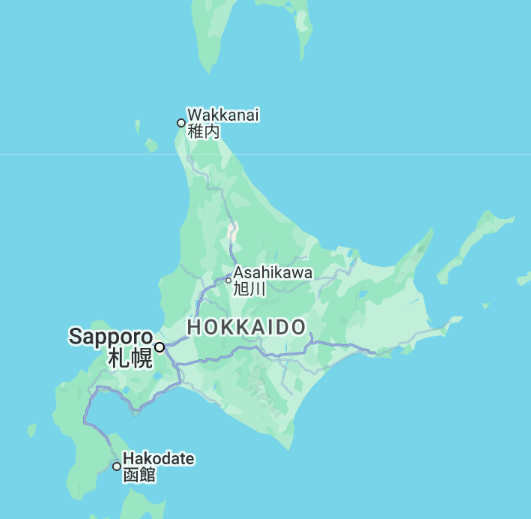 Wakkanai
稚内
Asahikawa
旭川
HOKKAIDO
Sapporo
札幌
Hakodate
函館